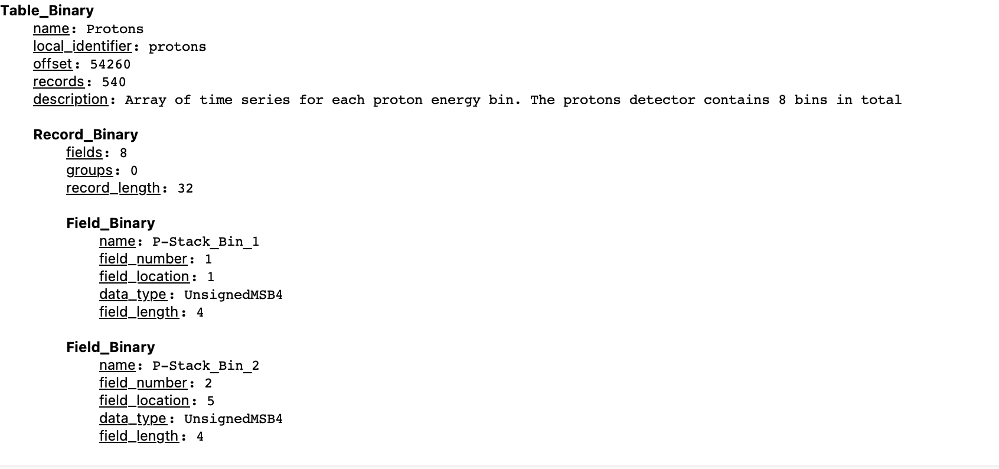 Table_Binary
name: Protons
local_identifier: protons
offset: 54260
records: 540
description: Array of time series for each proton energy bin. The protons detector contains 8 bins in total
Record_Binary
fields: 8
groups: 0
record_length: 32
Field_Binary
name: P-Stack_Bin_1
field_number: 1
field_location: 1
data_type: UnsignedMSB4
field_length: 4
Field_Binary
name: P-Stack_Bin_2
field_number: 2
field_location: 5
data_type: UnsignedMSB4
field_length: 4